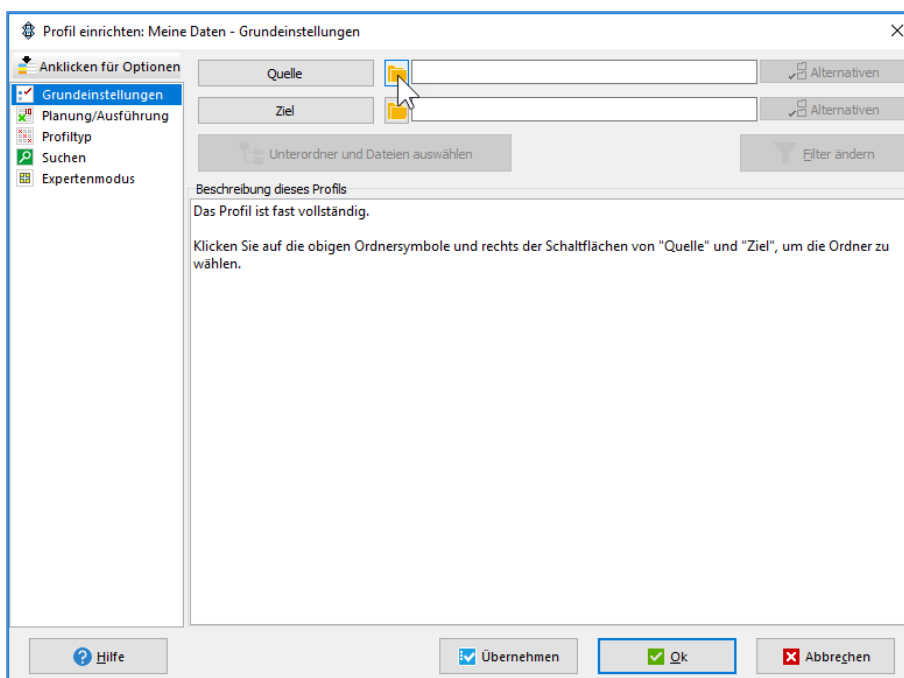 Profil einrichten: Meine Daten - Grundeinstellungen
Anklicken für Optionen
Grundeinstellungen
Planung/Ausführung
Profiltyp
Suchen
Expertenmodus
Quelle
Alternativen
Ziel
Alternativen
Unterordner und Dateien auswählen
Filter ändern
Beschreibung dieses Profils
Das Profil ist fast vollständig.
Klicken Sie auf die obigen Ordnersymbole und rechts der Schaltflächen von "Quelle" und "Ziel", um die Ordner zu
wählen.
Hilfe
Übernehmen
Ok
Abbrechen